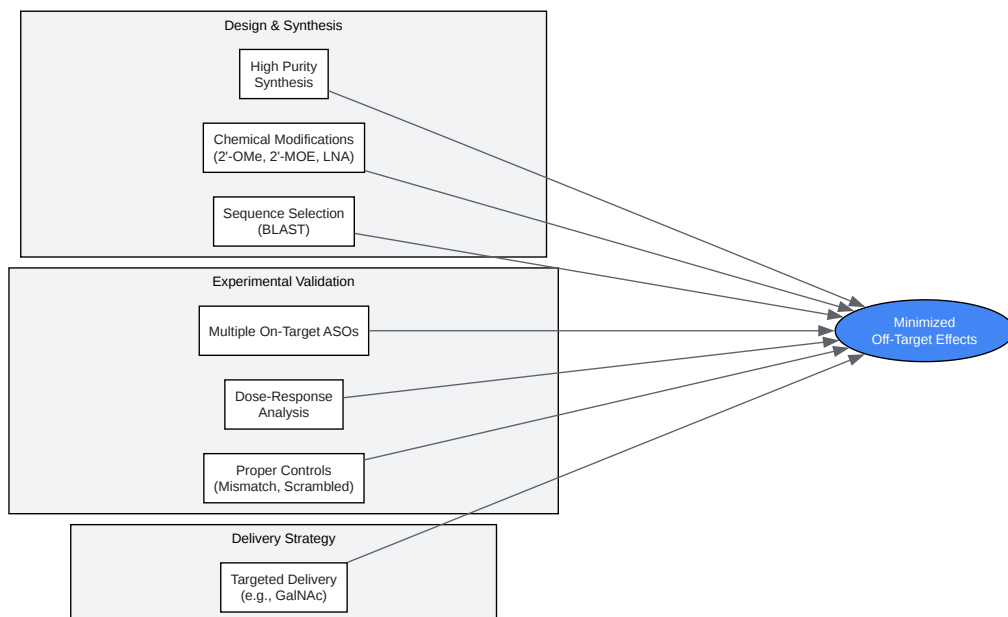 Design & Synthesis
High Purity
Synthesis
Chemical Modifications
(2'-OMe, 2'-MOE, LNA)
Sequence Selection
(BLAST)
Experimental Validation
Multiple On-Target ASOs
Dose-Response
Analysis
Proper Controls
(Mismatch, Scrambled)
Delivery Strategy
Targeted Delivery
(e.g., GalNAc)
Minimized
Off-Target Effects